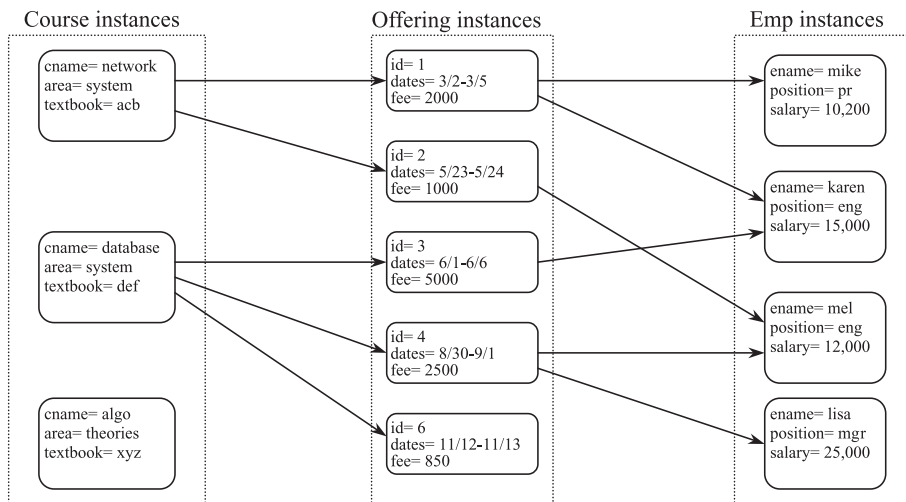 Course instances
Offering instances
Emp instances
cname= network
area= system
textbook= acb
cname= database
area= system
textbook= def
cname= algo
area= theories
textbook= xyz
id= 1
dates= 3/2-3/5
fee= 2000
id= 2
dates= 5/23-5/24
fee= 1000
id= 3
dates= 6/1-6/6
fee= 5000
id= 4
dates= 8/30-9/1
fee= 2500
id= 6
dates= 11/12-11/13
fee= 850
ename= mike
position= pr
salary= 10,200
ename= karen
position= eng
salary= 15,000
ename= mel
position= eng
salary= 12,000
ename= lisa
position= mgr
salary= 25,000